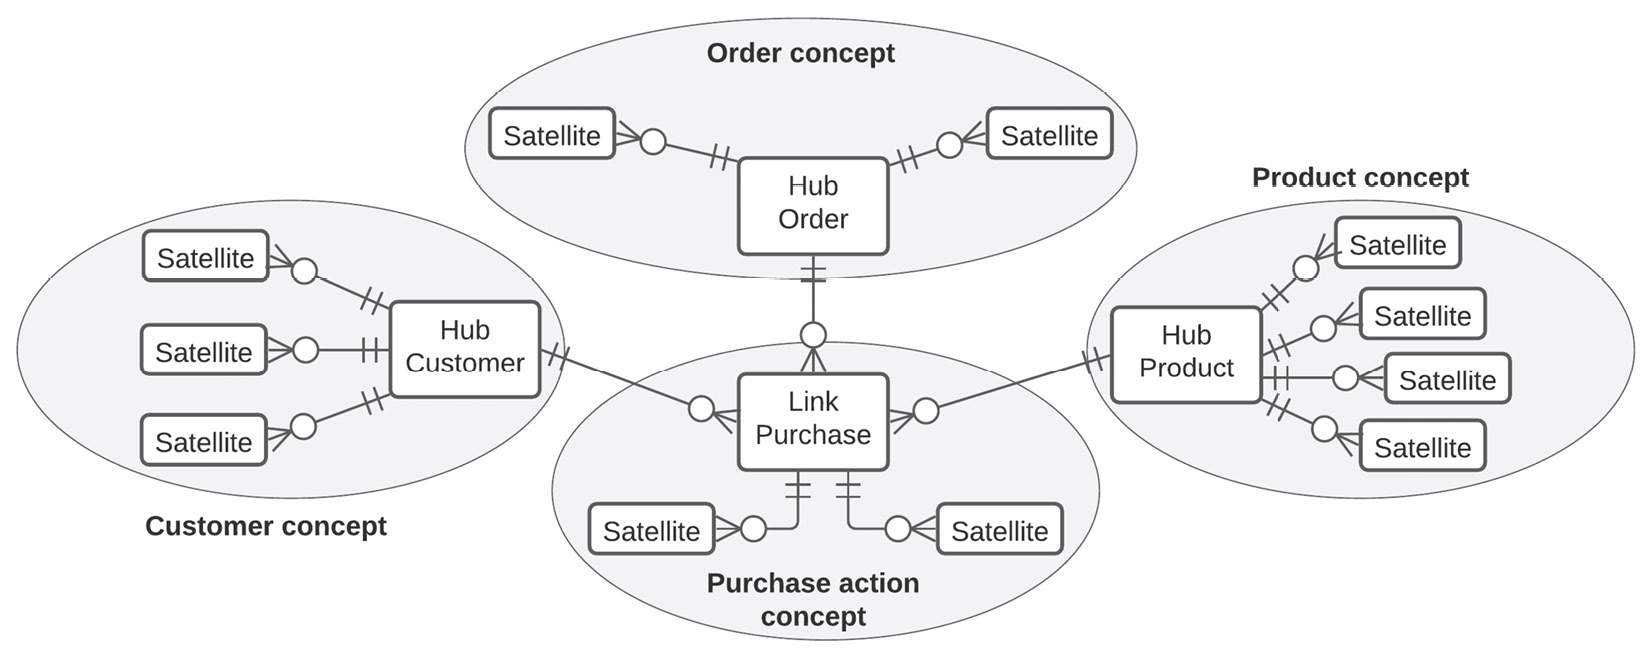 Order concept
Satellite
Satellite
Hub
Order
Product concept
Satellite
Satellite
Satellite
Hub
Customer
Customer concept
Hub
Product
Satellite
Satellite
Satellite
Satellite
Link
Purchase
Satellite
Satellite
Purchase action
concept